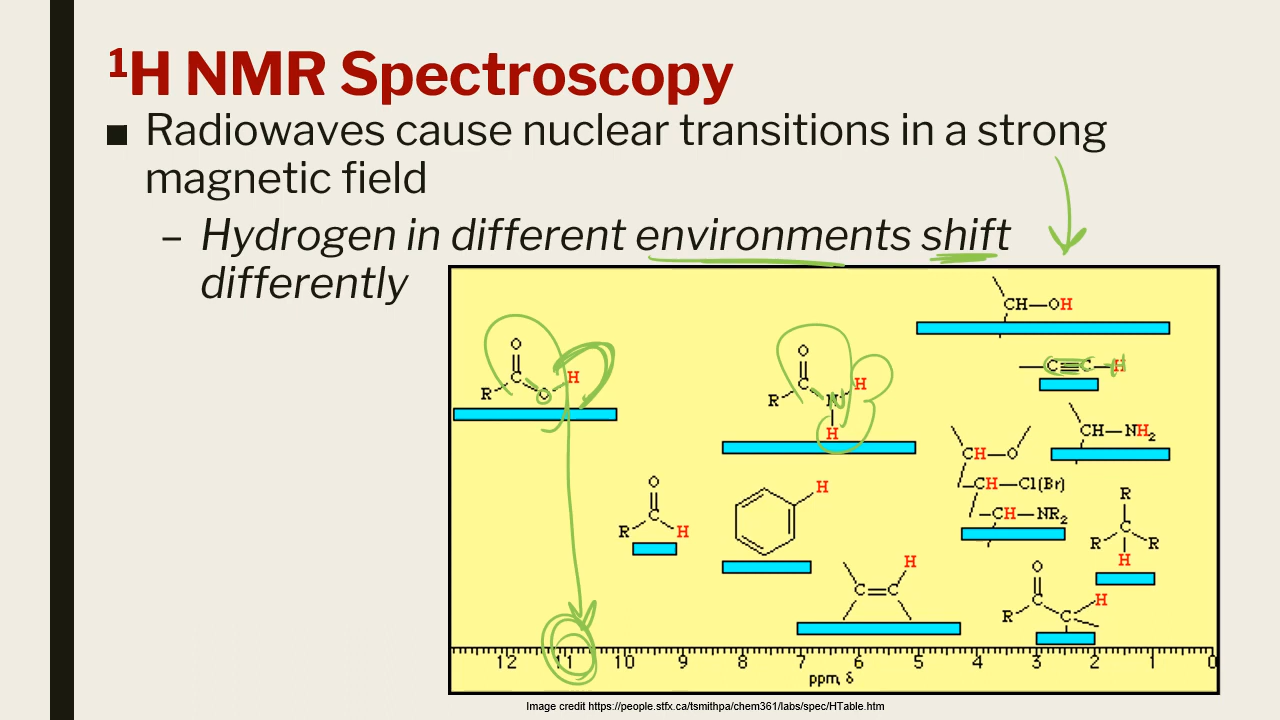 ¹H NMR Spectroscopy
■ Radiowaves cause nuclear transitions in a strong
magnetic field
– Hydrogen in different environments shift
differently
CH—OH
O
C
R
O
H
O
C
R
N
H
H
—C≡C—H
CH—NH₂
CH—O
CH—Cl(Br)
CH—NR₂
O
C
R
H
H
R
C
R
R
H
H
C=C
O
C
R
C
H
12 11 10 9 8 7 6 5 4 3 2 1 0
ppm, δ
Image credit https://people.stfx.ca/tsmithpa/chem361/labs/spec/HTable.htm